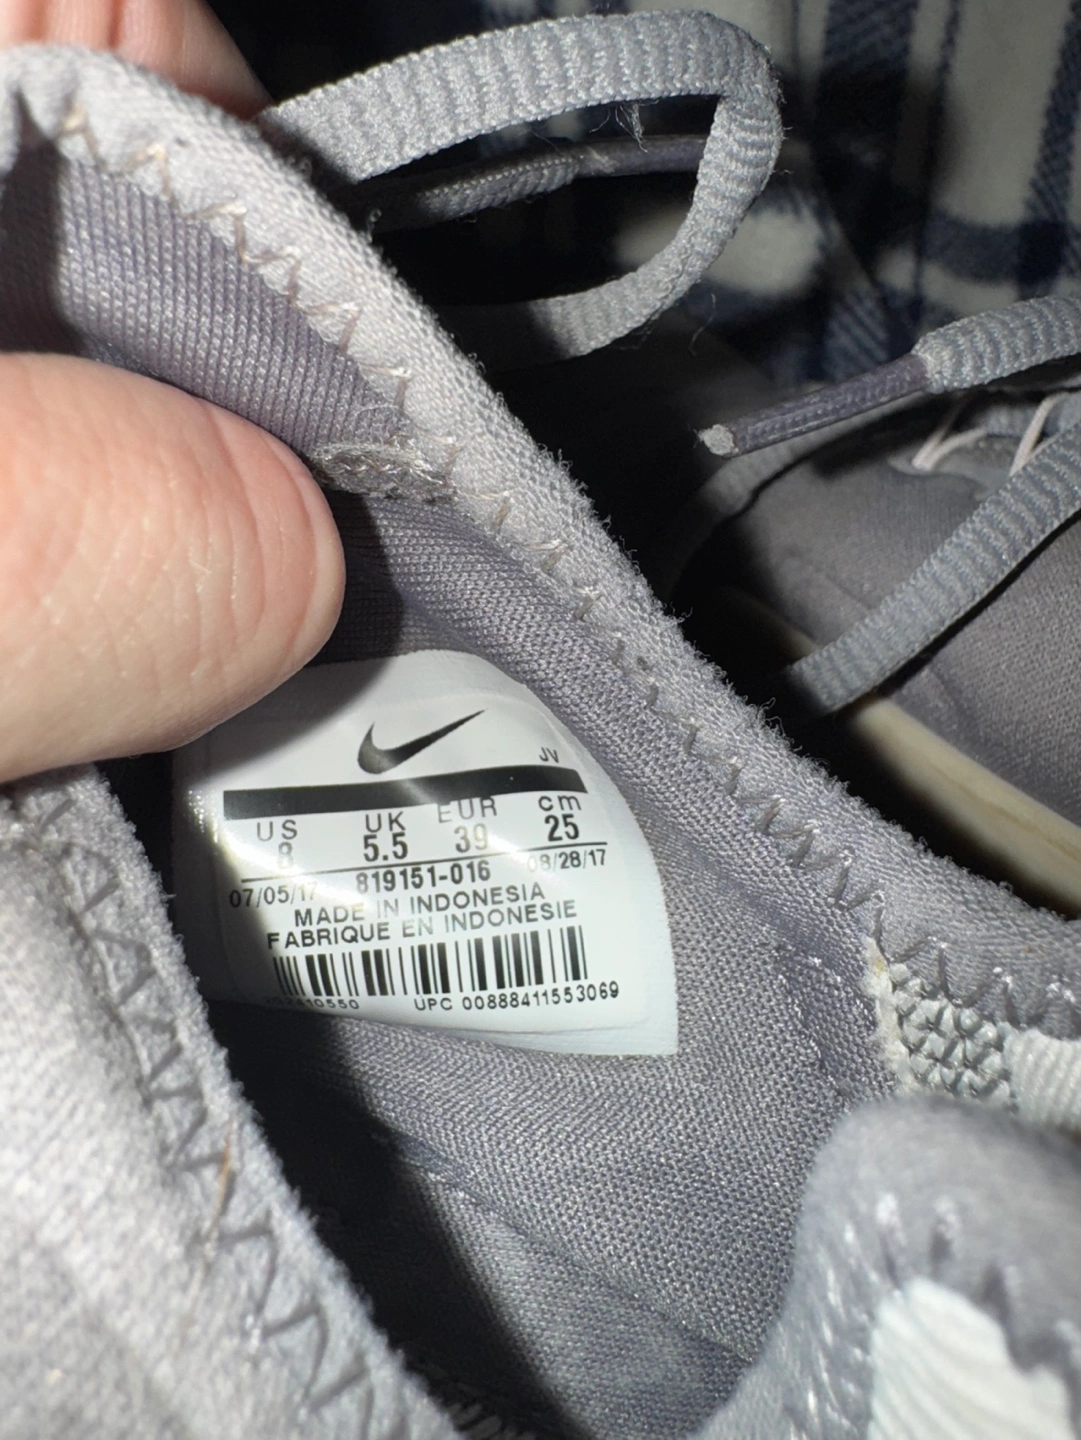 JV
US UK EUR cm
8 5.5 39 25
07/05/17 819151-016 08/28/17
MADE IN INDONESIA
FABRIQUE EN INDONESIE
UPC 00888411553069